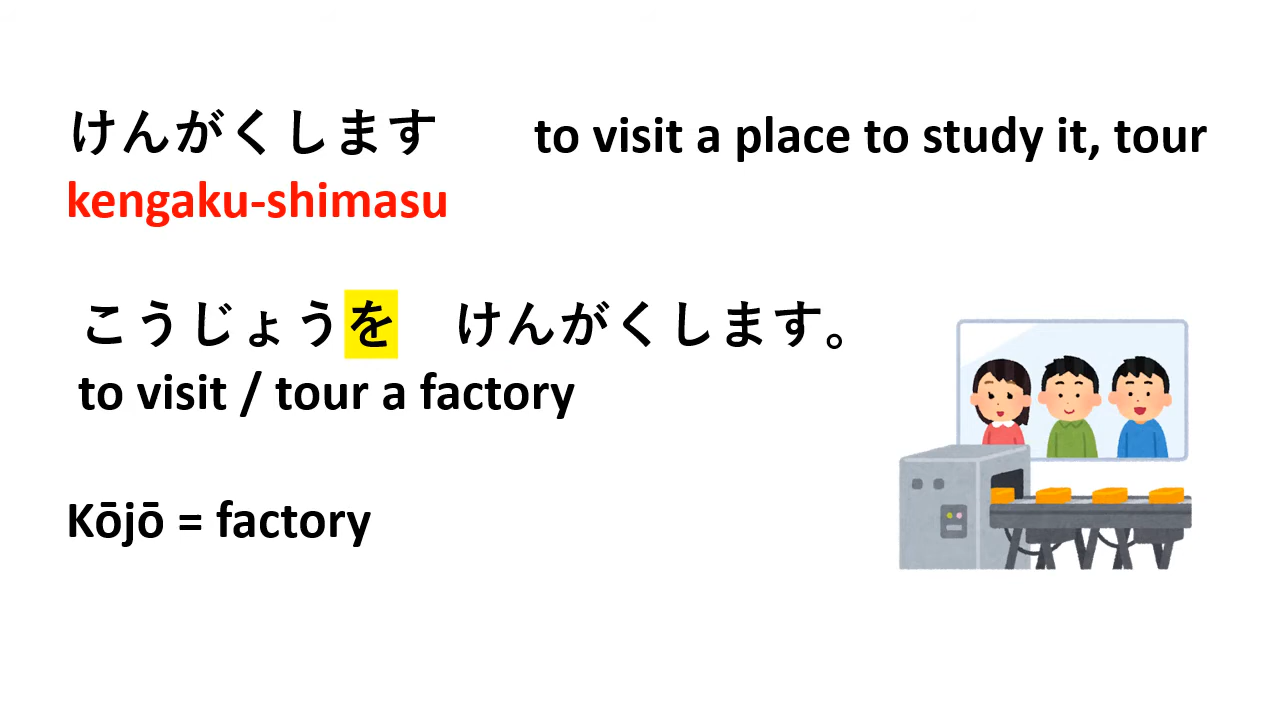 けんがくします　to visit a place to study it, tour
kengaku-shimasu
こうじょうを　けんがくします。
to visit / tour a factory
Kōjō = factory